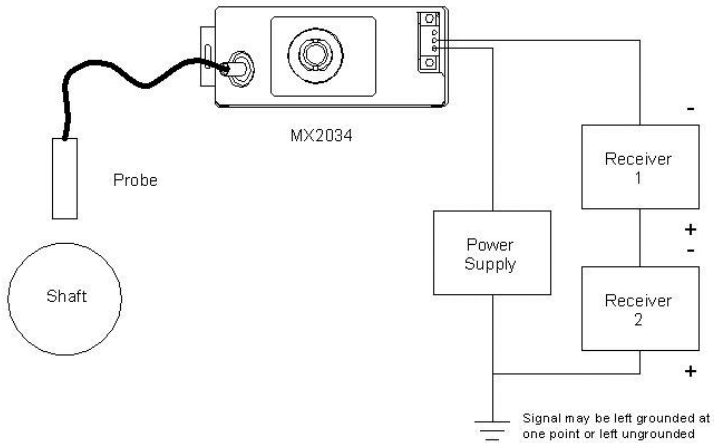 MX2034
Probe
Shaft
Power
Supply
-
Receiver
1
+
-
Receiver
2
+
Signal may be left grounded at
one point or left ungrounded